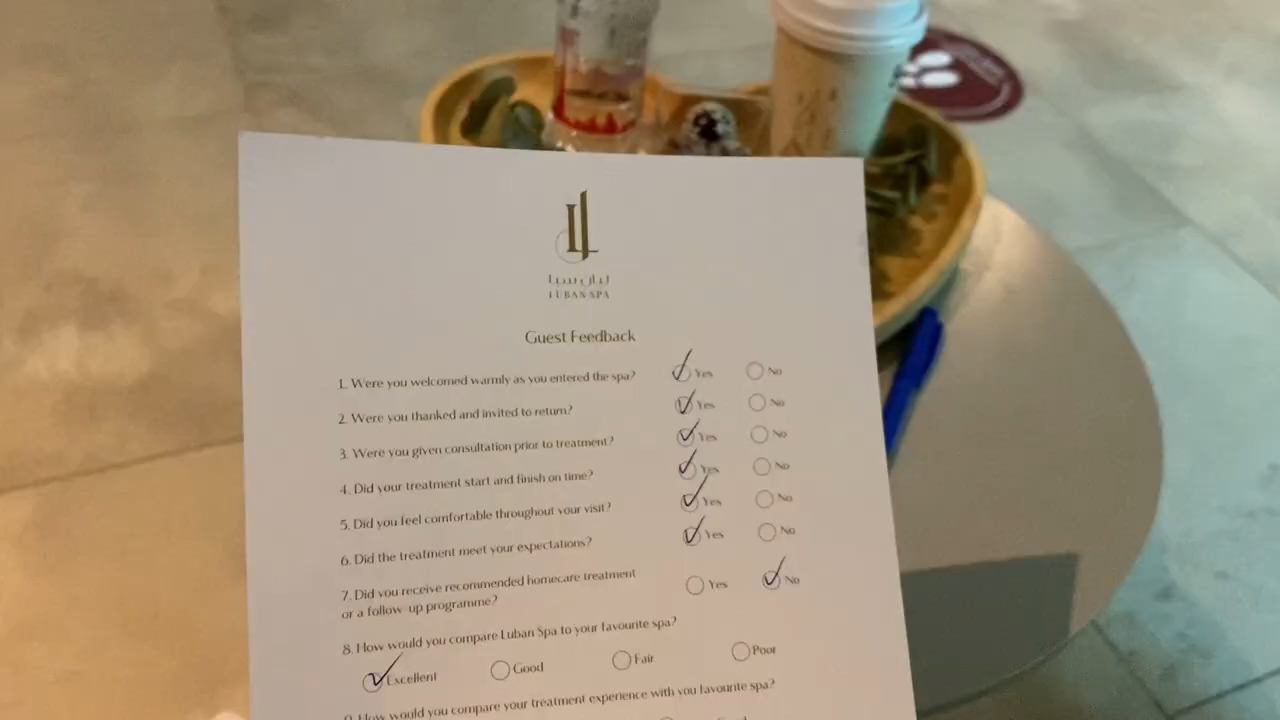 لبان سبا
LUBAN SPA
Guest Feedback
1. Were you welcomed warmly as you entered the spa? Yes No
2. Were you thanked and invited to return? Yes No
3. Were you given consultation prior to treatment? Yes No
4. Did your treatment start and finish on time? Yes No
5. Did you feel comfortable throughout your visit? Yes No
6. Did the treatment meet your expectations? Yes No
7. Did you receive recommended homecare treatment
or a follow-up programme? Yes No
8. How would you compare Luban Spa to your favourite spa?
Excellent Good Fair Poor
9. How would you compare your treatment experience with you favourite spa?